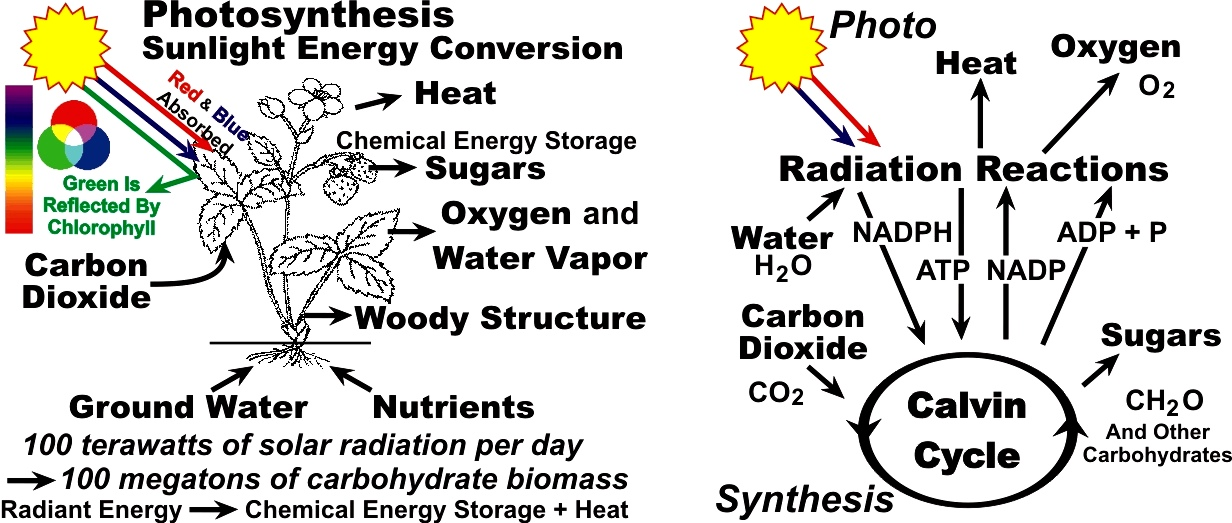 Photosynthesis
Sunlight Energy Conversion
Red & Blue
Absorbed
Heat
Chemical Energy Storage
Sugars
Green Is
Reflected By
Chlorophyll
Oxygen and
Water Vapor
Carbon
Dioxide
Woody Structure
Ground Water
Nutrients
100 terawatts of solar radiation per day
→ 100 megatons of carbohydrate biomass
Radiant Energy → Chemical Energy Storage + Heat
Photo
Heat
Oxygen
O2
Radiation Reactions
Water
H2O
NADPH
ATP
NADP
ADP + P
Carbon
Dioxide
CO2
Calvin
Cycle
Sugars
CH2O
And Other
Carbohydrates
Synthesis